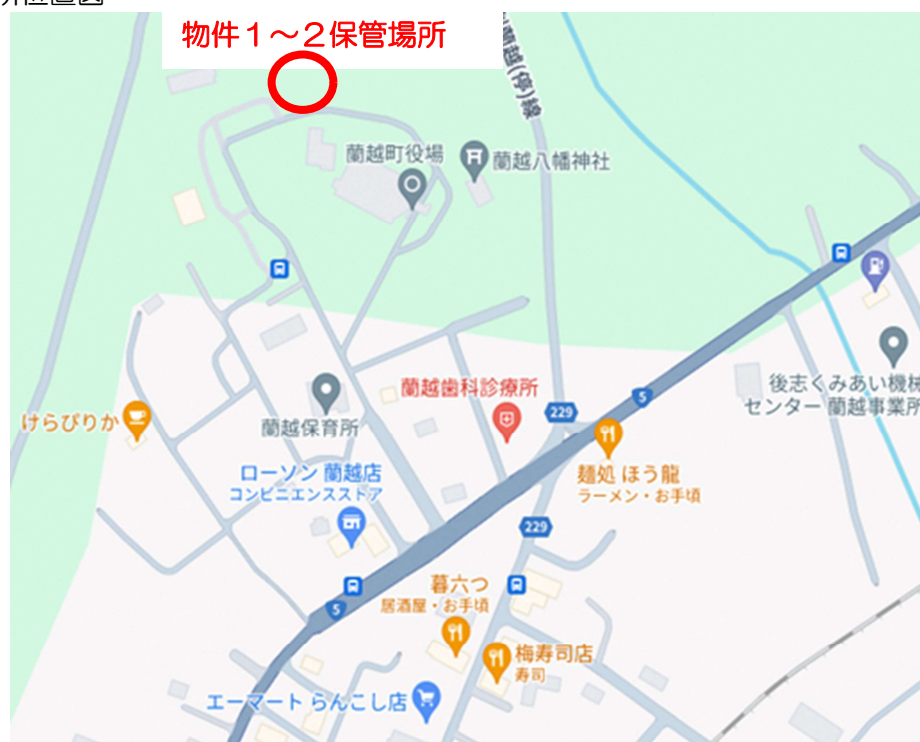 物件1～2保管場所
蘭越(停)線
蘭越町役場
蘭越八幡神社
5
後志くみあい機械
センター 蘭越事業所
蘭越歯科診療所
229
けらぴりか
蘭越保育所
麺処 ほう龍
ラーメン・お手頃
ローソン 蘭越店
コンビニエンスストア
229
暮六つ
居酒屋・お手頃
5
梅寿司店
寿司
エーマート らんこし店